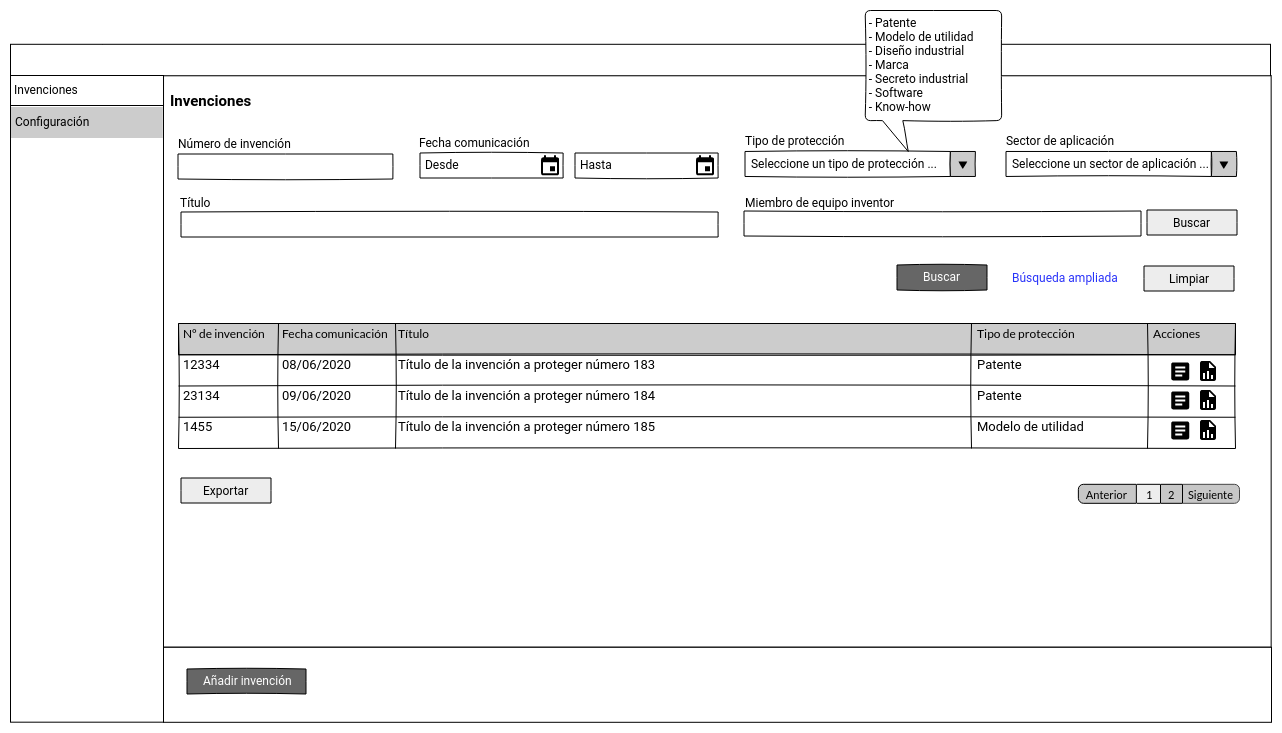 - Patente
- Modelo de utilidad
- Diseño industrial
- Marca
- Secreto industrial
- Software
- Know-how
Invenciones
Configuración
Invenciones
Número de invención Fecha comunicación Tipo de protección Sector de aplicación
Desde Hasta Seleccione un tipo de protección ... Seleccione un sector de aplicación ...
Título Miembro de equipo inventor
Buscar
Buscar Búsqueda ampliada Limpiar
Nº de invención Fecha comunicación Título Tipo de protección Acciones
12334 08/06/2020 Título de la invención a proteger número 183 Patente
23134 09/06/2020 Título de la invención a proteger número 184 Patente
1455 15/06/2020 Título de la invención a proteger número 185 Modelo de utilidad
Exportar Anterior 1 2 Siguiente
Añadir invención